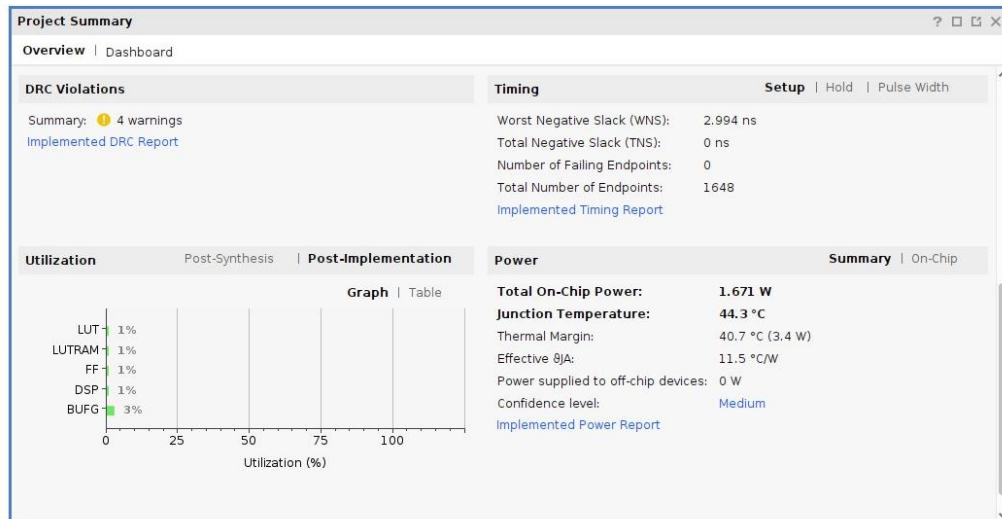 Project Summary
Overview | Dashboard
DRC Violations
Summary: 4 warnings
Implemented DRC Report
Timing Setup | Hold | Pulse Width
Worst Negative Slack (WNS): 2.994 ns
Total Negative Slack (TNS): 0 ns
Number of Failing Endpoints: 0
Total Number of Endpoints: 1648
Implemented Timing Report
Utilization Post-Synthesis | Post-Implementation
Graph | Table
LUT 1%
LUTRAM 1%
FF 1%
DSP 1%
BUFG 3%
0 25 50 75 100
Utilization (%)
Power Summary | On-Chip
Total On-Chip Power: 1.671 W
Junction Temperature: 44.3 °C
Thermal Margin: 40.7 °C (3.4 W)
Effective ϑJA: 11.5 °C/W
Power supplied to off-chip devices: 0 W
Confidence level: Medium
Implemented Power Report